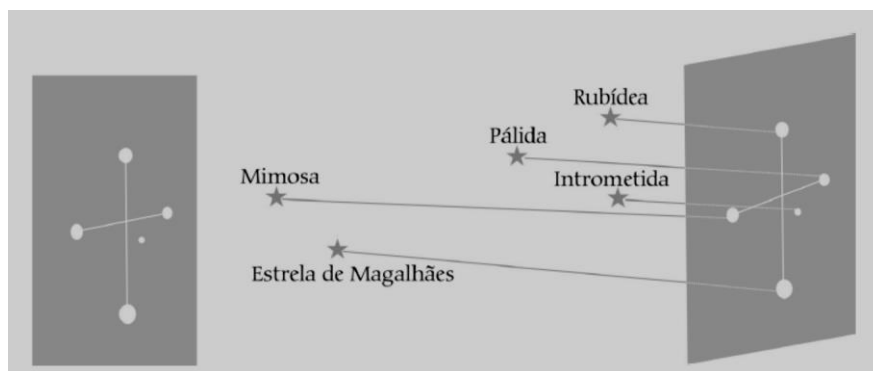 Rubídea
Pálida
Mimosa
Intrometida
Estrela de Magalhães